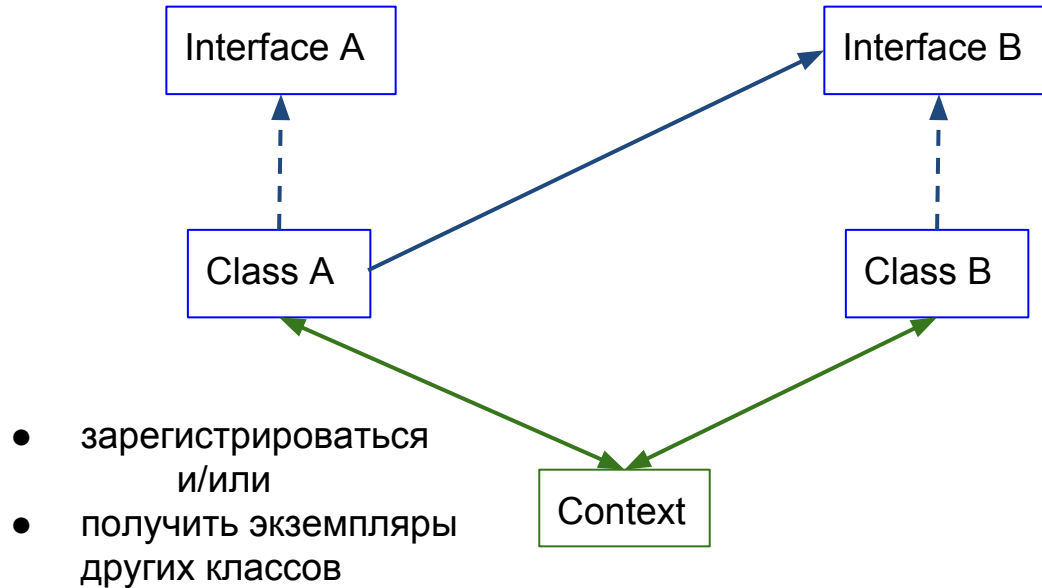 Interface A
Interface B
Class A
Class B
● зарегистрироваться
и/или
● получить экземпляры
других классов
Context